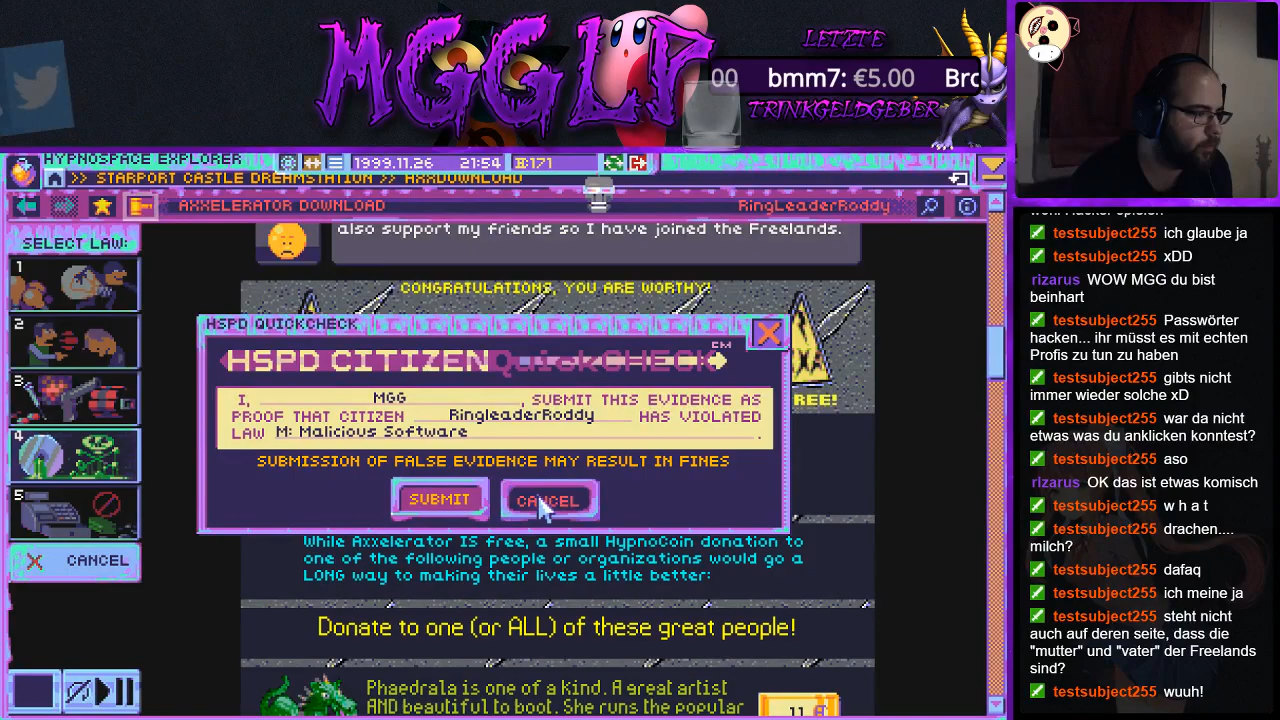 MGGLP
LETZTE
00 bmm7: €5.00 Brc
TRINKGELDGEBER
HYPNOSPACE EXPLORER
1999.11.26 21:54 171
>> STARPORT CASTLE DREAMSTATION >> AXXDOWNLOAD
AXXELERATOR DOWNLOAD
RingLeaderRoddy
SELECT LAW:
1
2
3
4
5
CANCEL
also support my friends so I have joined the Freelands.
CONGRATULATIONS, YOU ARE WORTHY!
REE!
HSPD QUICKCHECK
HSPD CITIZEN QuickCHECK
CM
I, MGG, SUBMIT THIS EVIDENCE AS
PROOF THAT CITIZEN RingleaderRoddy HAS VIOLATED
LAW M: Malicious Software.
SUBMISSION OF FALSE EVIDENCE MAY RESULT IN FINES
SUBMIT
CANCEL
While Axxelerator IS free, a small HypnoCoin donation to
one of the following people or organizations would go a
LONG way to making their lives a little better:
Donate to one (or ALL) of these great people!
Phaedrala is one of a kind. A great artist
AND beautiful to boot. She runs the popular
11
testsubject255 ich glaube ja
testsubject255 xDD
rizarus WOW MGG du bist
beinhart
testsubject255 Passwörter
hacken... ihr müsst es mit echten
Profis zu tun zu haben
testsubject255 gibts nicht
immer wieder solche xD
testsubject255 war da nicht
etwas was du anklicken konntest?
testsubject255 aso
rizarus OK das ist etwas komisch
testsubject255 w h a t
testsubject255 drachen....
milch?
testsubject255 dafaq
testsubject255 ich meine ja
testsubject255 steht nicht
auch auf deren seite, dass die
"mutter" und "vater" der Freelands
sind?
testsubject255 wuuh!